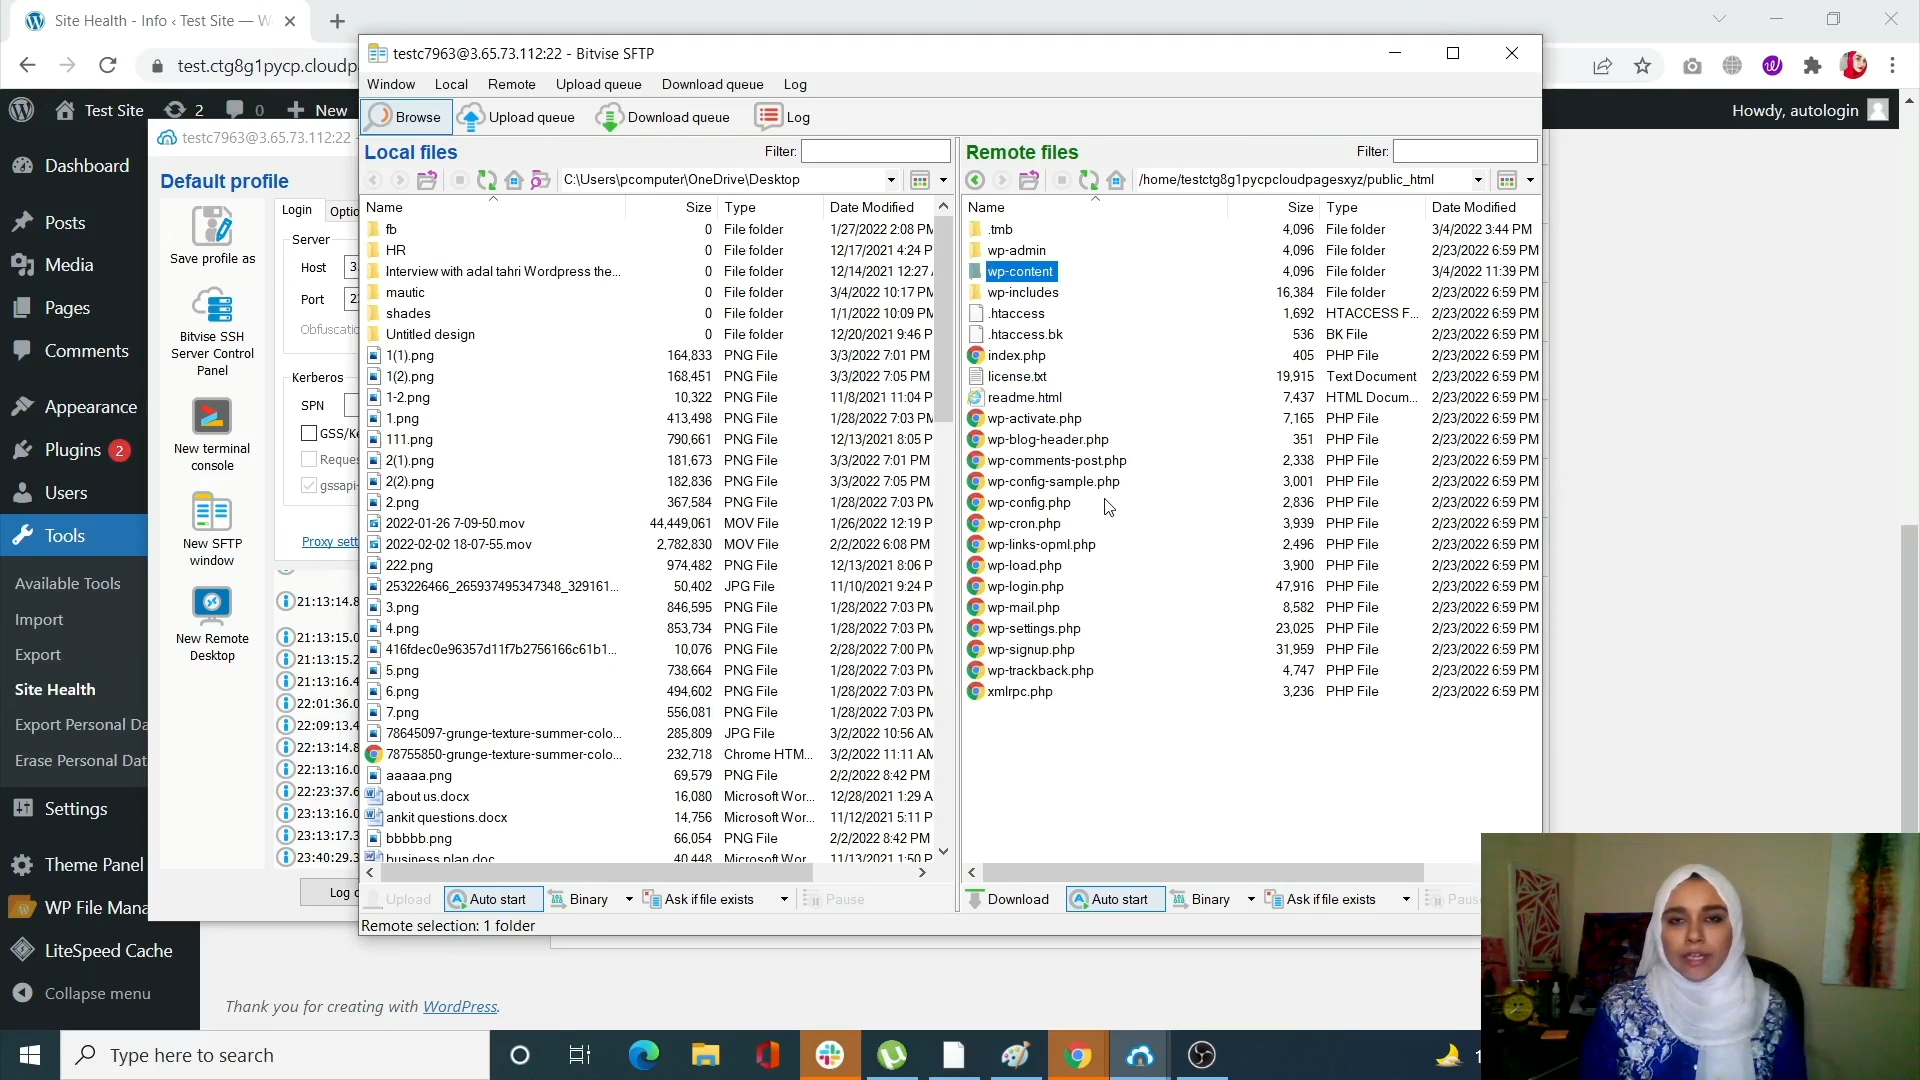 Site Health - Info ‹ Test Site — W
test.ctg8g1pycp.cloudp
Test Site
2
0
New
Howdy, autologin
Dashboard
Posts
Media
Pages
Comments
Appearance
Plugins 2
Users
Tools
Available Tools
Import
Export
Site Health
Export Personal Da
Erase Personal Dat
Settings
Theme Panel
WP File Mana
LiteSpeed Cache
Collapse menu
testc7963@3.65.73.112:22
Default profile
Save profile as
Bitvise SSH
Server Control
Panel
New terminal
console
New SFTP
window
New Remote
Desktop
Login
Optio
Server
Host 3.
Port 2
Obfuscatio
Kerberos
SPN
GSS/Ke
Reque
gssapi-
Proxy sett
21:13:14.8
21:13:15.0
21:13:15.2
21:13:16.4
22:01:36.0
22:09:13.4
22:13:14.8
22:13:16.0
22:23:37.6
23:13:16.0
23:13:17.3
23:40:29.3
Log o
testc7963@3.65.73.112:22 - Bitvise SFTP
Window Local Remote Upload queue Download queue Log
Browse Upload queue Download queue Log
Local files
Filter:
C:\Users\pcomputer\OneDrive\Desktop
Name Size Type Date Modified
fb 0 File folder 1/27/2022 2:08 PM
HR 0 File folder 12/17/2021 4:24 P
Interview with adal tahri Wordpress the... 0 File folder 12/14/2021 12:27
mautic 0 File folder 3/4/2022 10:17 PM
shades 0 File folder 1/1/2022 10:09 PM
Untitled design 0 File folder 12/20/2021 9:46 P
1(1).png 164,833 PNG File 3/3/2022 7:01 PM
1(2).png 168,451 PNG File 3/3/2022 7:05 PM
1-2.png 10,322 PNG File 11/8/2021 11:04 P
1.png 413,498 PNG File 1/28/2022 7:03 PM
111.png 790,661 PNG File 12/13/2021 8:05 P
2(1).png 181,673 PNG File 3/3/2022 7:01 PM
2(2).png 182,836 PNG File 3/3/2022 7:05 PM
2.png 367,584 PNG File 1/28/2022 7:03 PM
2022-01-26 7-09-50.mov 44,449,061 MOV File 1/26/2022 12:19 P
2022-02-02 18-07-55.mov 2,782,830 MOV File 2/2/2022 6:08 PM
222.png 974,482 PNG File 12/13/2021 8:06 P
253226466_265937495347348_329161... 50,402 JPG File 11/10/2021 9:24 P
3.png 846,595 PNG File 1/28/2022 7:03 PM
4.png 853,734 PNG File 1/28/2022 7:03 PM
416fdec0e96357d11f7b2756166c61b1... 10,076 PNG File 2/28/2022 7:00 PM
5.png 738,664 PNG File 1/28/2022 7:03 PM
6.png 494,602 PNG File 1/28/2022 7:03 PM
7.png 556,081 PNG File 1/28/2022 7:03 PM
78645097-grunge-texture-summer-colo... 285,809 JPG File 3/2/2022 10:56 AM
78755850-grunge-texture-summer-colo... 232,718 Chrome HTM... 3/2/2022 11:11 AM
aaaaa.png 69,579 PNG File 2/2/2022 8:42 PM
about us.docx 16,080 Microsoft Wor... 12/28/2021 1:29 A
ankit questions.docx 14,756 Microsoft Wor... 11/12/2021 5:11 P
bbbbb.png 66,054 PNG File 2/2/2022 8:42 PM
business plan.doc 40,448 Microsoft Wor... 11/13/2021 1:50 P
Upload Auto start Binary Ask if file exists Pause
Remote selection: 1 folder
Remote files
Filter:
/home/testctg8g1pycpcloudpagesxyz/public_html
Name Size Type Date Modified
.tmb 4,096 File folder 3/4/2022 3:44 PM
wp-admin 4,096 File folder 2/23/2022 6:59 PM
wp-content 4,096 File folder 3/4/2022 11:39 PM
wp-includes 16,384 File folder 2/23/2022 6:59 PM
.htaccess 1,692 HTACCESS F... 2/23/2022 6:59 PM
.htaccess.bk 536 BK File 2/23/2022 6:59 PM
index.php 405 PHP File 2/23/2022 6:59 PM
license.txt 19,915 Text Document 2/23/2022 6:59 PM
readme.html 7,437 HTML Docum... 2/23/2022 6:59 PM
wp-activate.php 7,165 PHP File 2/23/2022 6:59 PM
wp-blog-header.php 351 PHP File 2/23/2022 6:59 PM
wp-comments-post.php 2,338 PHP File 2/23/2022 6:59 PM
wp-config-sample.php 3,001 PHP File 2/23/2022 6:59 PM
wp-config.php 2,836 PHP File 2/23/2022 6:59 PM
wp-cron.php 3,939 PHP File 2/23/2022 6:59 PM
wp-links-opml.php 2,496 PHP File 2/23/2022 6:59 PM
wp-load.php 3,900 PHP File 2/23/2022 6:59 PM
wp-login.php 47,916 PHP File 2/23/2022 6:59 PM
wp-mail.php 8,582 PHP File 2/23/2022 6:59 PM
wp-settings.php 23,025 PHP File 2/23/2022 6:59 PM
wp-signup.php 31,959 PHP File 2/23/2022 6:59 PM
wp-trackback.php 4,747 PHP File 2/23/2022 6:59 PM
xmlrpc.php 3,236 PHP File 2/23/2022 6:59 PM
Download Auto start Binary Ask if file exists Paus
Thank you for creating with WordPress.
Type here to search